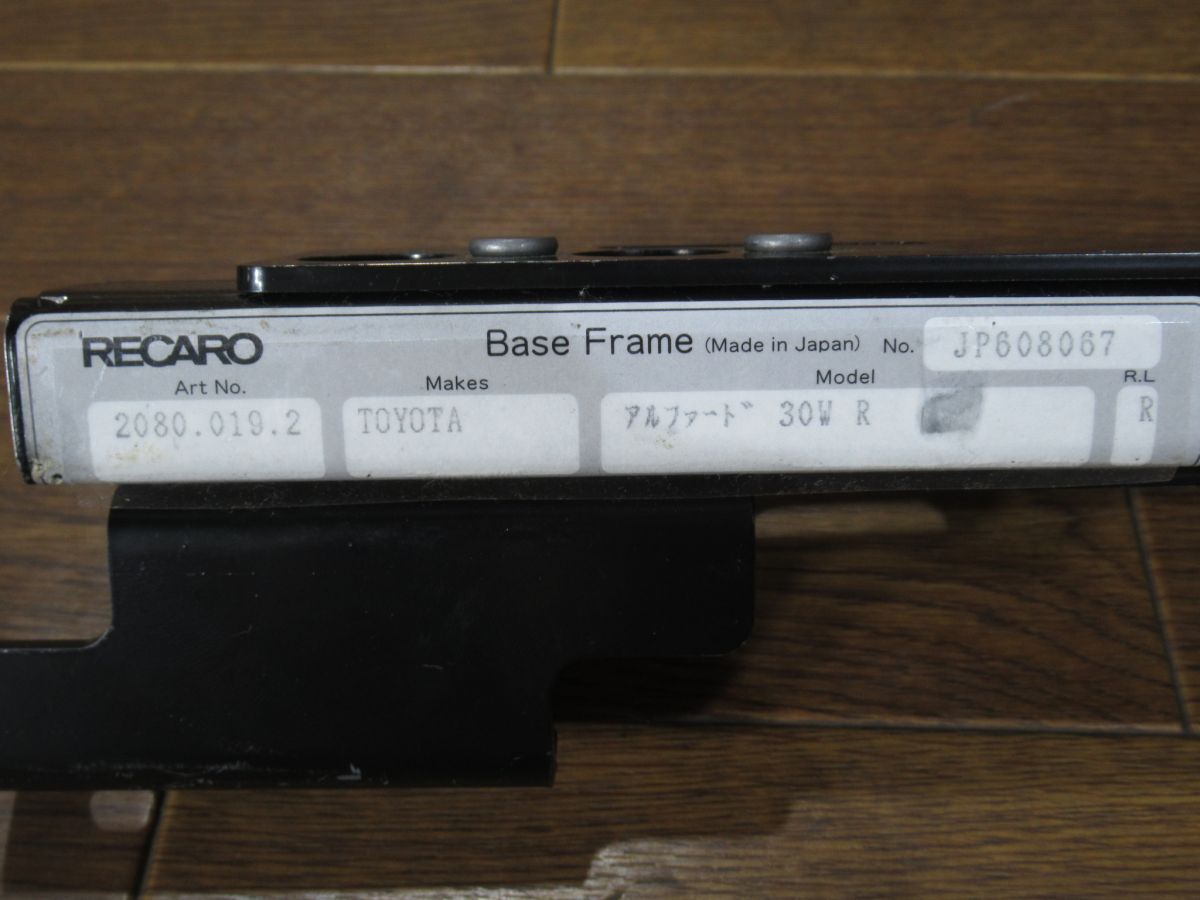 RECARO Base Frame (Made in Japan) No. JP608067
Art No. Makes Model R.L
2080.019.2 TOYOTA アルファード 30W R R